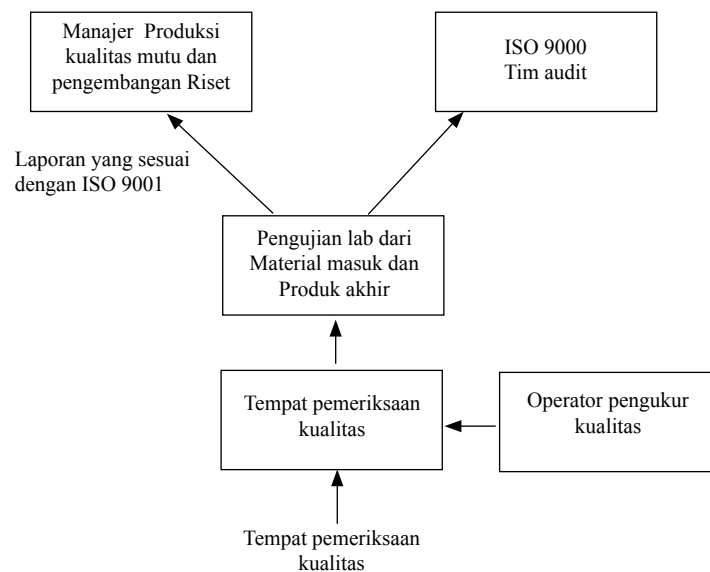 Manajer Produksi
kualitas mutu dan
pengembangan Riset
ISO 9000
Tim audit
Laporan yang sesuai
dengan ISO 9001
Pengujian lab dari
Material masuk dan
Produk akhir
Tempat pemeriksaan
kualitas
Operator pengukur
kualitas
Tempat pemeriksaan
kualitas